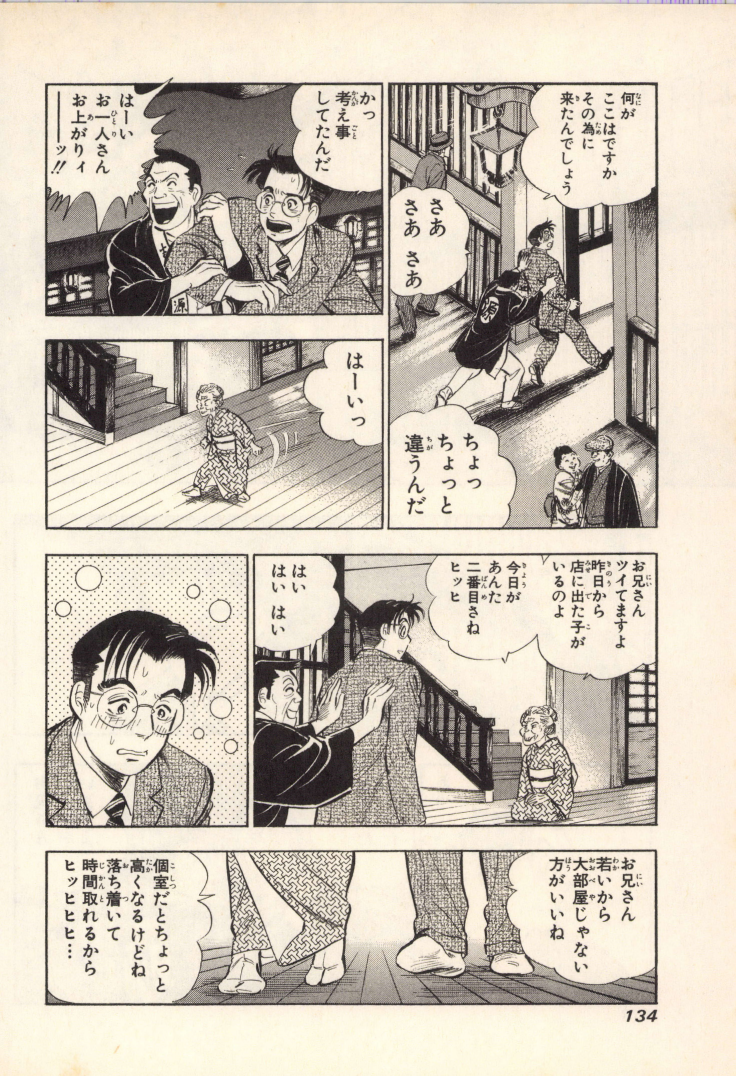 何が
ここはですか
その為に
来たんでしょう
さあ
さあ さあ
ちょっ
ちょっと
違うんだ
かっ
考え事
してたんだ
はーい
お一人さん
お上がりィ
──ッ!!
源
はーいっ
お兄さん
ツイてますよ
昨日から
店に出た子が
いるのよ
今日が
あんた
二番目さね
ヒッヒ
はい
はい はい
お兄さん
若いから
大部屋じゃない
方がいいね
個室だとちょっと
高くなるけどね
落ち着いて
時間取れるから
ヒッヒヒヒ…
134